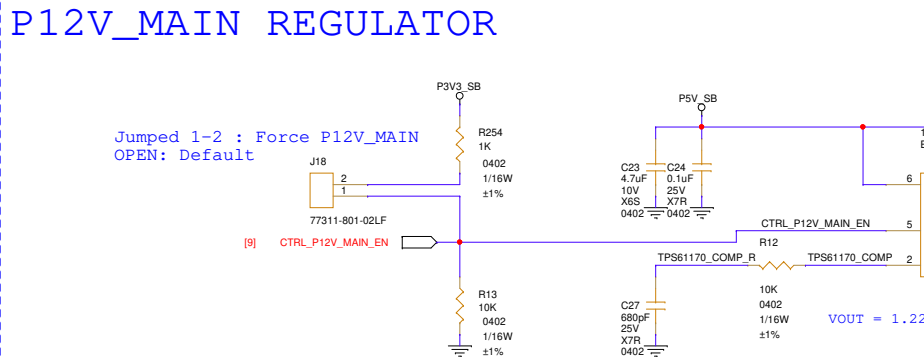 P12V_MAIN REGULATOR
P3V3_SB
P5V_SB
Jumped 1-2 : Force P12V_MAIN
OPEN: Default
R254
1K
0402
1/16W
±1%
J18
2
1
77311-801-02LF
C23
4.7uF
10V
X6S
0402
C24
0.1uF
25V
X7R
0402
6
[9] CTRL_P12V_MAIN_EN
CTRL_P12V_MAIN_EN
5
R12
TPS61170_COMP_R
TPS61170_COMP
2
10K
0402
1/16W
±1%
R13
10K
0402
1/16W
±1%
C27
680pF
25V
X7R
0402
VOUT = 1.22